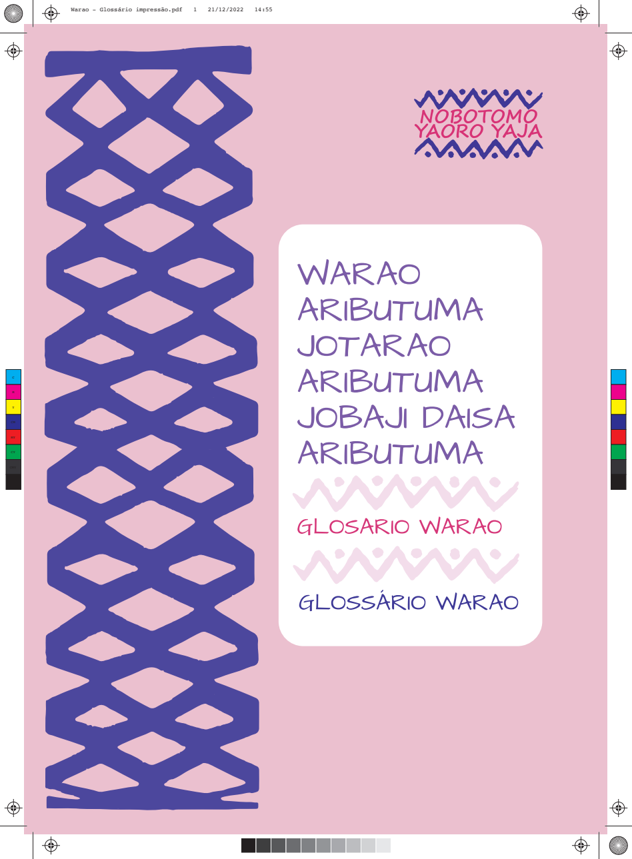 Warao - Glossário impressão.pdf 1 21/12/2022 14:55
NOBOTOMO
YAORO YAJA
WARAO
ARIBUTUMA
JOTARAO
ARIBUTUMA
JOBAJI DAISA
ARIBUTUMA
GLOSARIO WARAO
GLOSSÁRIO WARAO